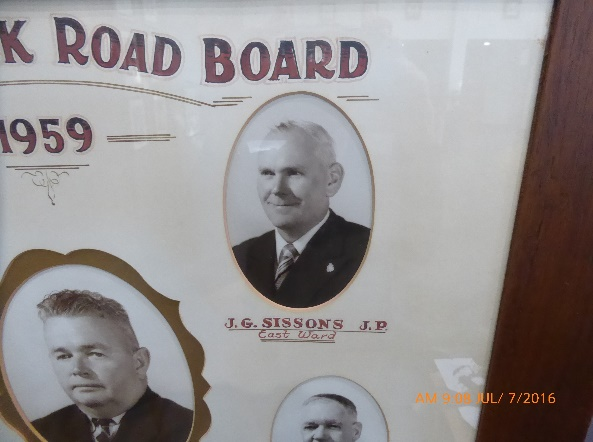 K ROAD BOARD
1959
J.G. SISSONS J.P.
East Ward
AM 9:08 JUL/ 7/2016